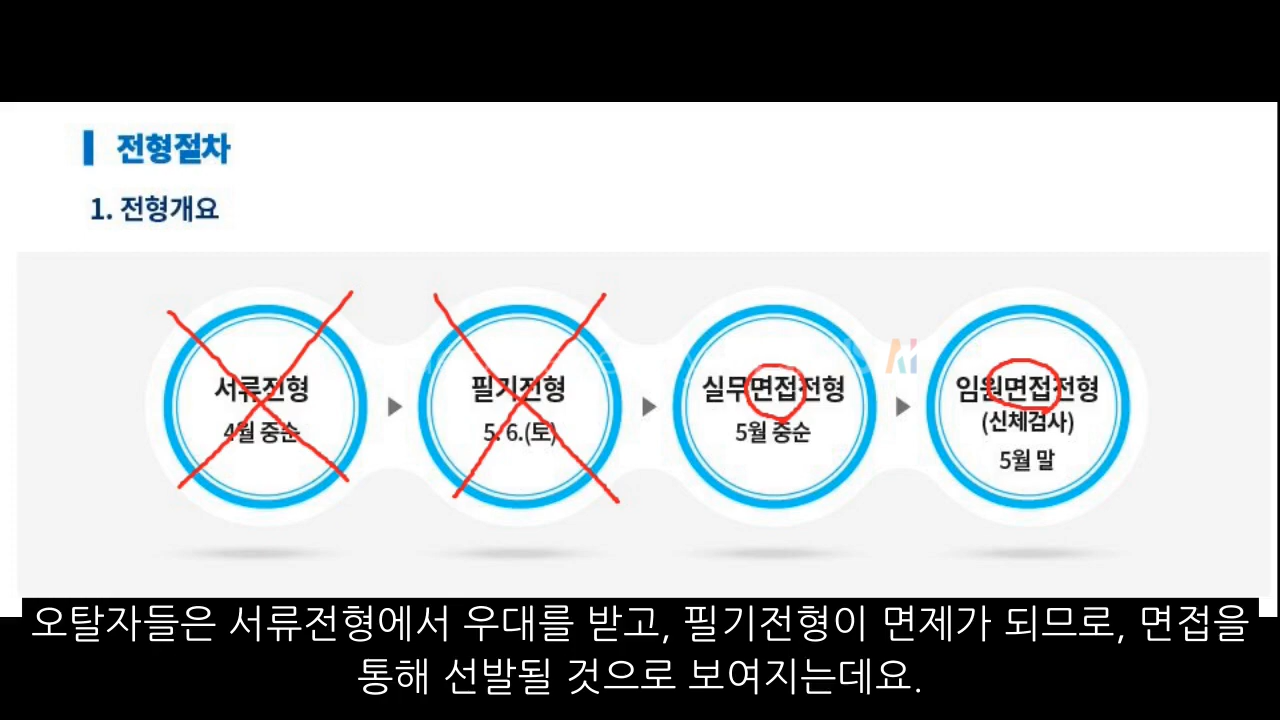 전형절차
1. 전형개요
서류전형
4월 중순
필기전형
5. 6.(토)
실무면접전형
5월 중순
임원면접전형
(신체검사)
5월 말
AI
오탈자들은 서류전형에서 우대를 받고, 필기전형이 면제가 되므로, 면접을
통해 선발될 것으로 보여지는데요.